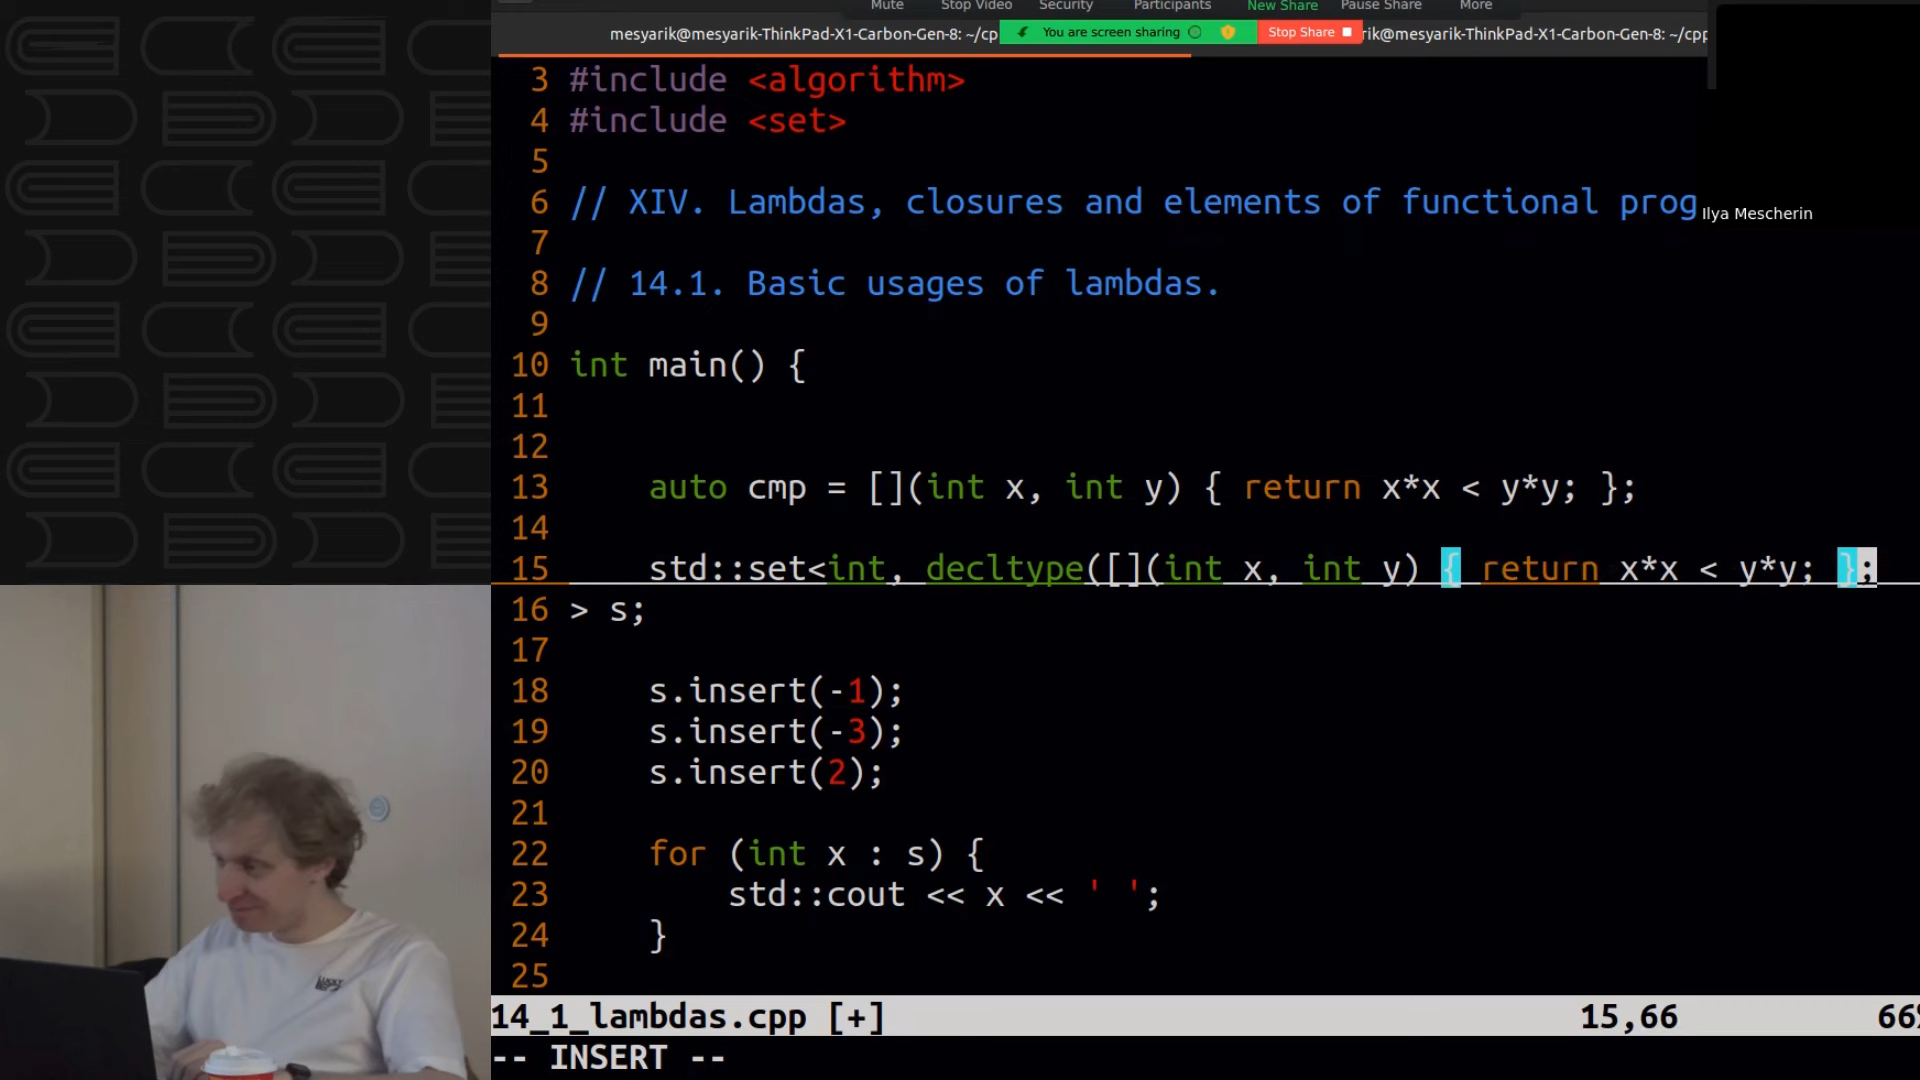 Mute Stop Video Security Participants New Share Pause Share More
mesyarik@mesyarik-ThinkPad-X1-Carbon-Gen-8: ~/cp You are screen sharing Stop Share rik@mesyarik-ThinkPad-X1-Carbon-Gen-8: ~/cpp
3 #include <algorithm>
4 #include <set>
5
6 // XIV. Lambdas, closures and elements of functional prog
Ilya Mescherin
7
8 // 14.1. Basic usages of lambdas.
9
10 int main() {
11
12
13 auto cmp = [](int x, int y) { return x*x < y*y; };
14
15 std::set<int, decltype([](int x, int y) { return x*x < y*y; };
16 > s;
17
18 s.insert(-1);
19 s.insert(-3);
20 s.insert(2);
21
22 for (int x : s) {
23 std::cout << x << ' ';
24 }
25
14_1_lambdas.cpp [+] 15,66 66%
-- INSERT --